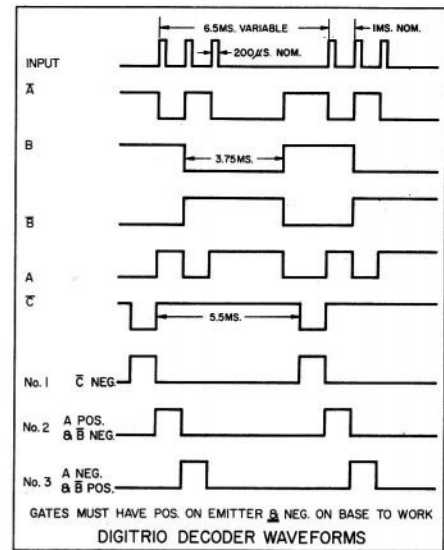 6.5MS. VARIABLE
1MS. NOM.
200µS. NOM.
INPUT
A̅
B
3.75MS.
B̅
A
C̅
5.5MS.
No. 1 C̅ NEG.
No. 2 A POS. & B̅ NEG.
No. 3 A NEG. & B̅ POS.
GATES MUST HAVE POS. ON EMITTER & NEG. ON BASE TO WORK
DIGITRIO DECODER WAVEFORMS